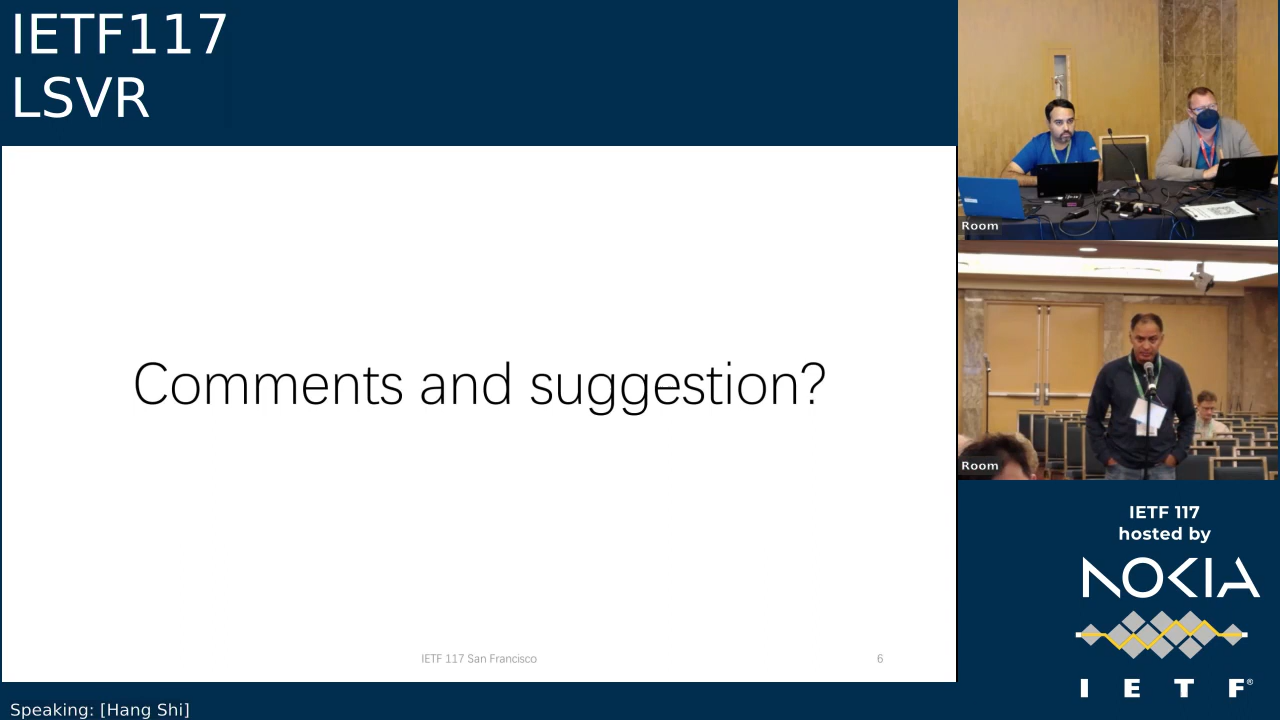 IETF117
LSVR
Comments and suggestion?
IETF 117 San Francisco
6
Room
Room
IETF 117
hosted by
NOKIA
I E T F®
Speaking: [Hang Shi]